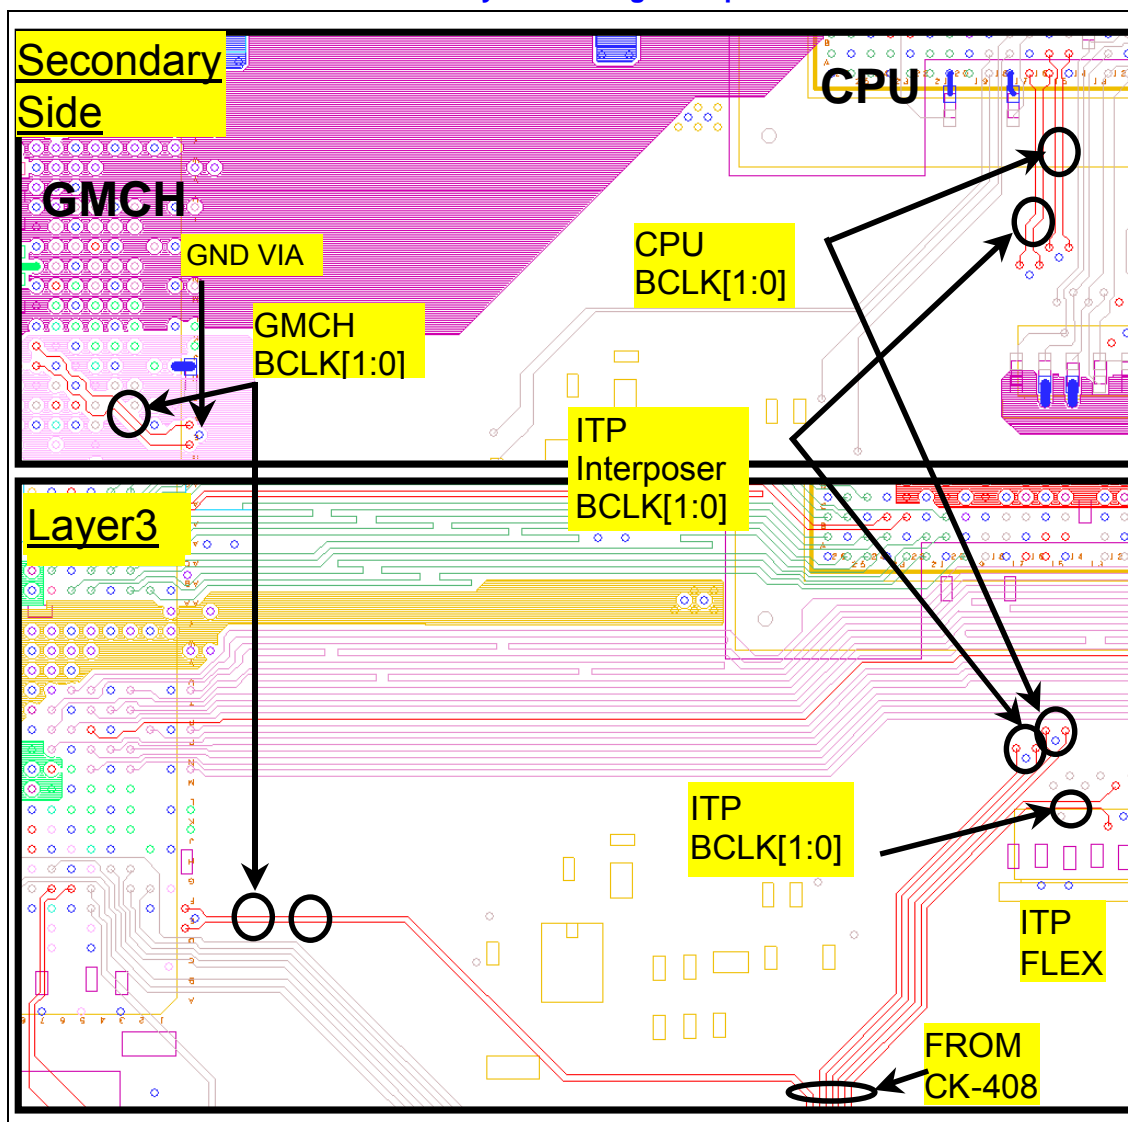 Secondary
Side
CPU
GMCH
GND VIA
CPU
BCLK[1:0]
GMCH
BCLK[1:0]
ITP
Interposer
BCLK[1:0]
Layer3
ITP
BCLK[1:0]
ITP
FLEX
FROM
CK-408